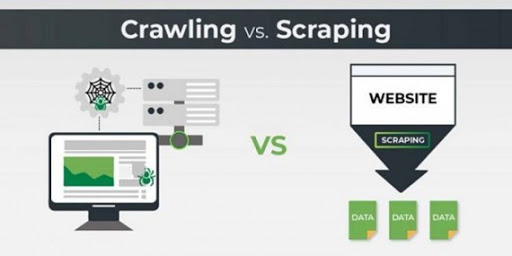 Crawling vs. Scraping
VS
WEBSITE
SCRAPING
DATA DATA DATA